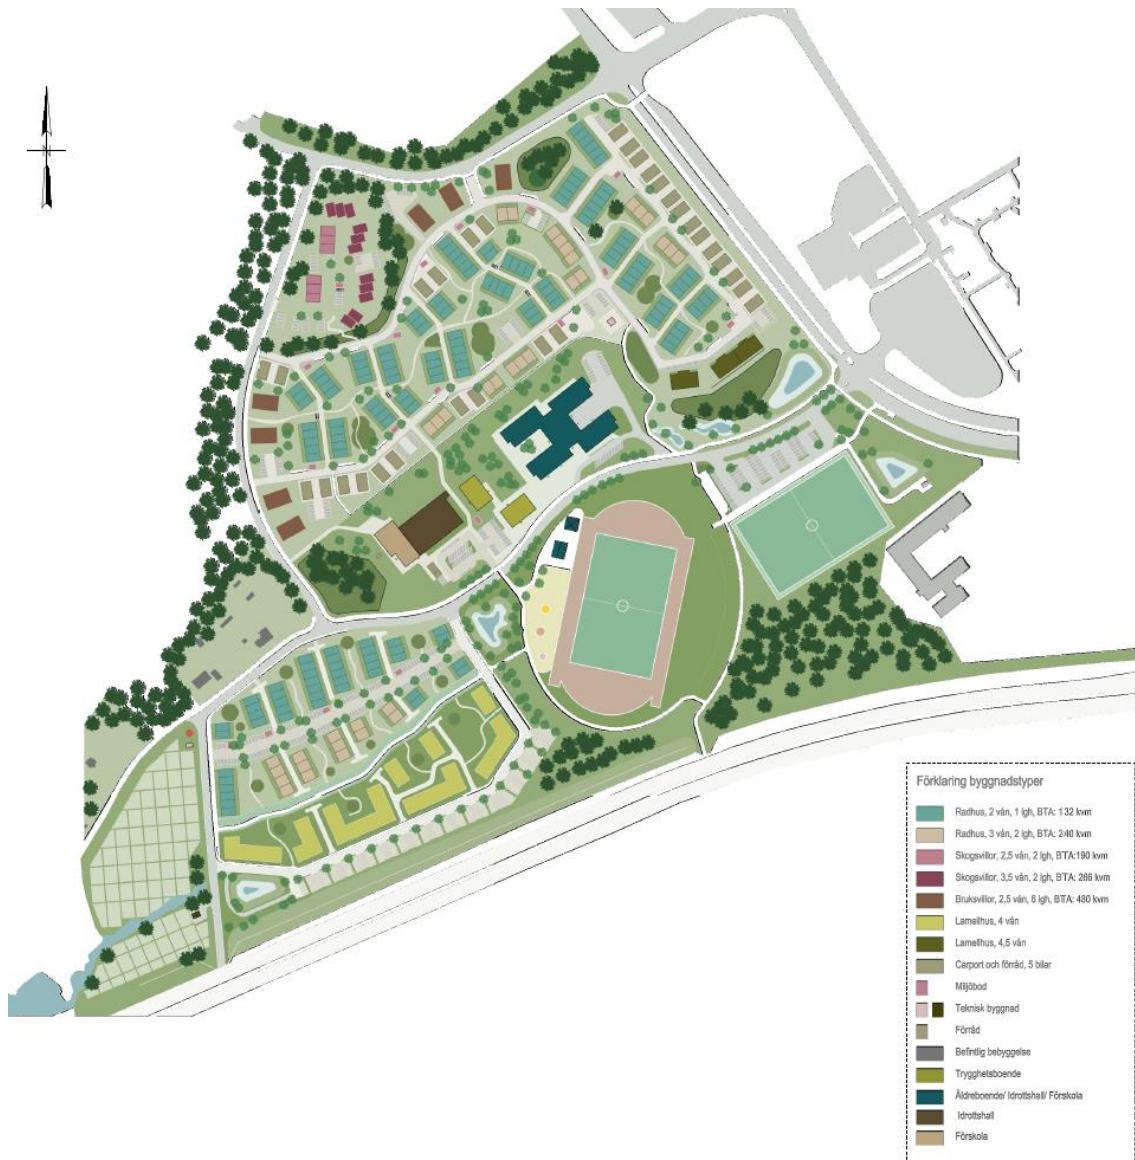 N
Förklaring byggnadstyper
Radhus, 2 vån, 1 lgh, BTA: 132 kvm
Radhus, 3 vån, 2 lgh, BTA: 240 kvm
Skogsvillor, 2,5 vån, 2 lgh, BTA:190 kvm
Skogsvillor, 3,5 vån, 2 lgh, BTA: 266 kvm
Bruksvillor, 2,5 vån, 6 lgh, BTA: 480 kvm
Lamellhus, 4 vån
Lamellhus, 4,5 vån
Carport och förråd, 5 bilar
Miljöbod
Teknisk byggnad
Förråd
Befintlig bebyggelse
Trygghetsboende
Äldreboende/ Idrottshall/ Förskola
Idrottshall
Förskola